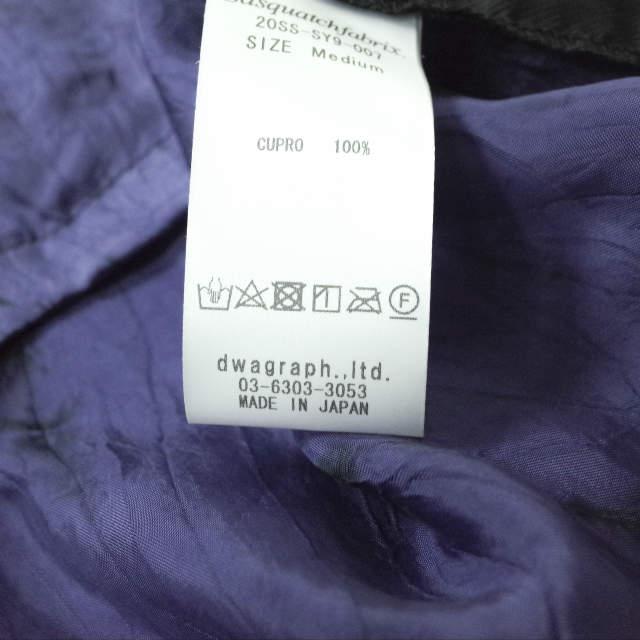 Sasquatchfabrix.
20SS-SY9-007
SIZE Medium
CUPRO 100%
F
dwagraph.,ltd.
03-6303-3053
MADE IN JAPAN